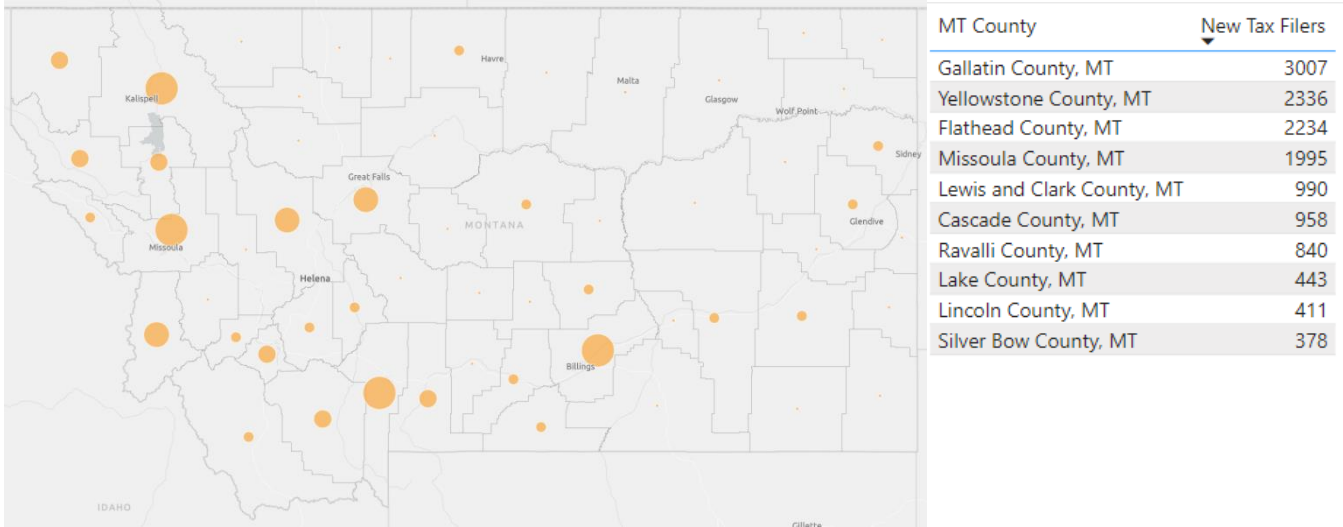 Havre
Kalispell
Malta
Glasgow
Wolf Point
Sidney
Great Falls
MONTANA
Glendive
Missoula
Helena
Billings
IDAHO
Gillette
MT County New Tax Filers
Gallatin County, MT 3007
Yellowstone County, MT 2336
Flathead County, MT 2234
Missoula County, MT 1995
Lewis and Clark County, MT 990
Cascade County, MT 958
Ravalli County, MT 840
Lake County, MT 443
Lincoln County, MT 411
Silver Bow County, MT 378